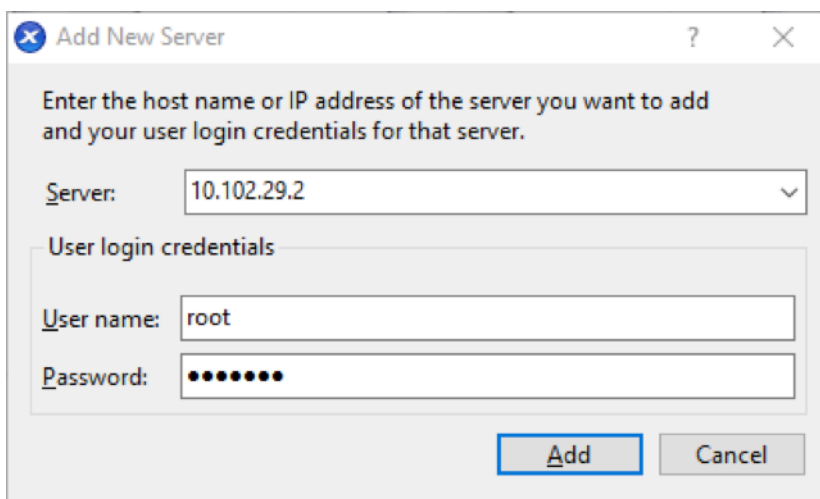 Add New Server
?
Enter the host name or IP address of the server you want to add
and your user login credentials for that server.
Server: 10.102.29.2
User login credentials
User name: root
Password: •••••••
Add Cancel